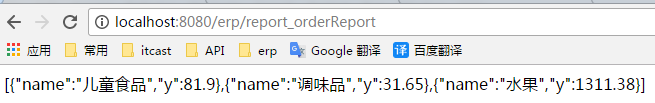 localhost:8080/erp/report_orderReport
应用 常用 itcast API erp Google 翻译 百度翻译
[{"name":"儿童食品","y":81.9},{"name":"调味品","y":31.65},{"name":"水果","y":1311.38}]